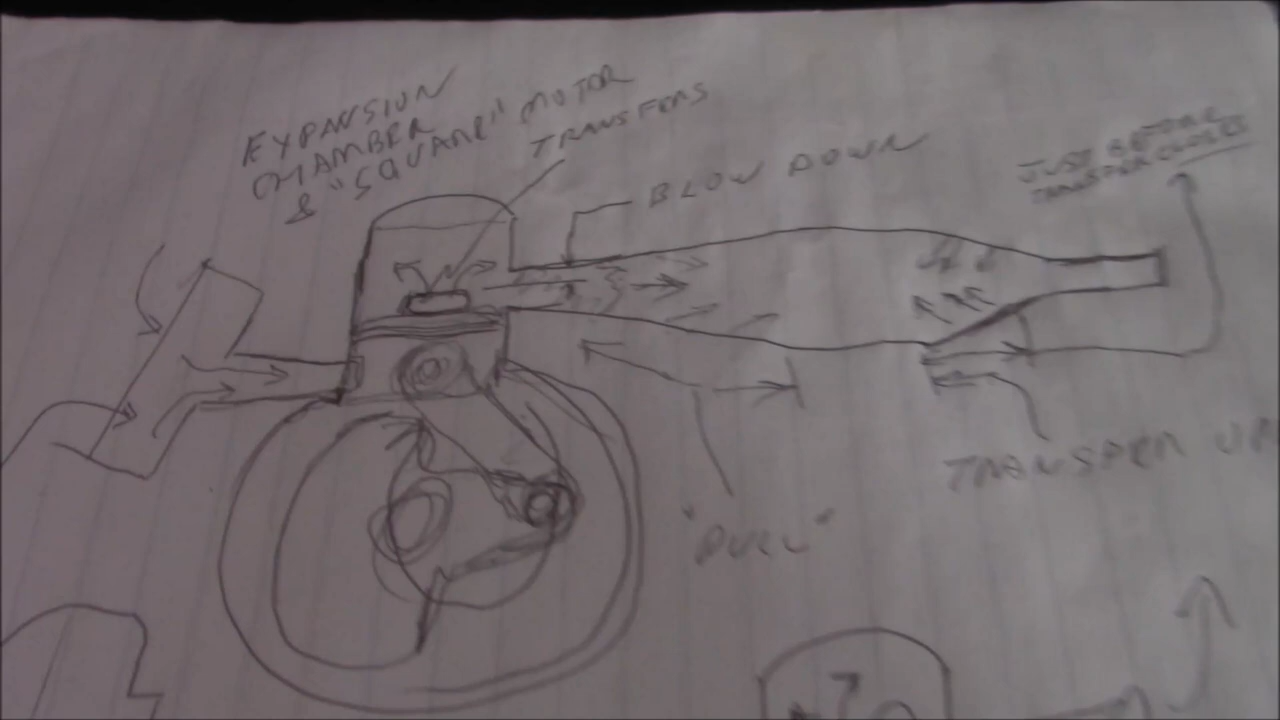 EXPANSION
CHAMBER
& "SQUARE" MOTOR
TRANSFERS
BLOW DOWN
JUST BEFORE
TRANSFER CLOSES
TRANSFER UP
"PULL"